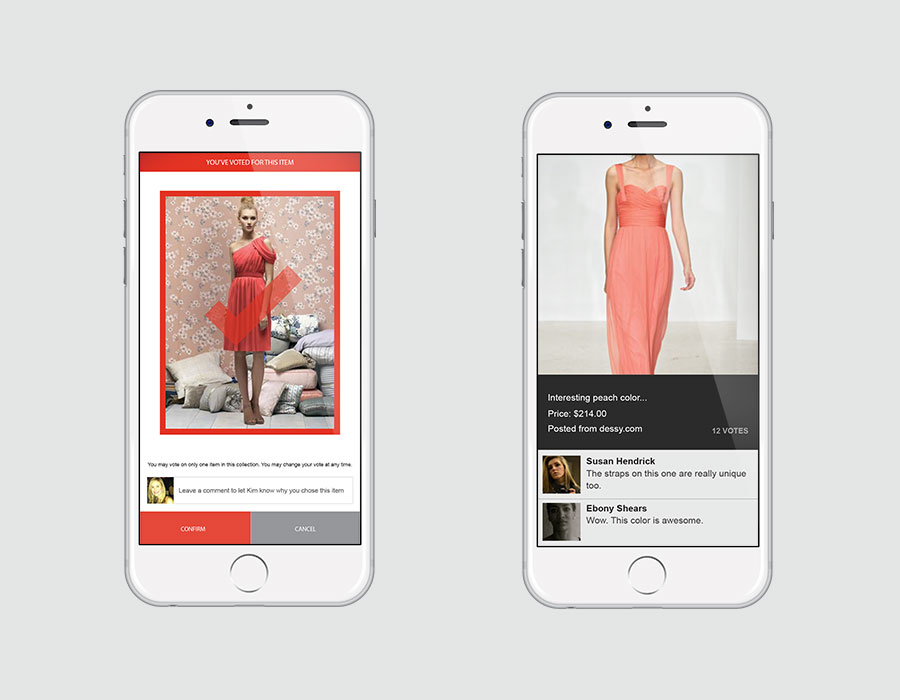 YOU'VE VOTED FOR THIS ITEM
You may vote on only one item in this collection. You may change your vote at any time.
Leave a comment to let Kim know why you chose this item
CONFIRM
CANCEL
Interesting peach color...
Price: $214.00
Posted from dessy.com
12 VOTES
Susan Hendrick
The straps on this one are really unique
too.
Ebony Shears
Wow. This color is awesome.